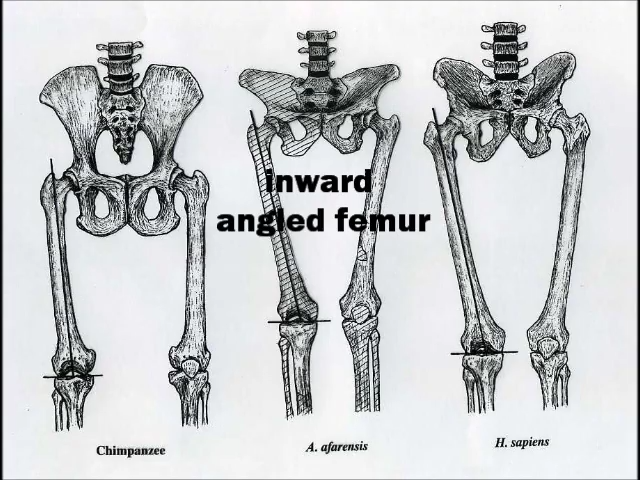 inward
angled femur
Chimpanzee
A. afarensis
H. sapiens